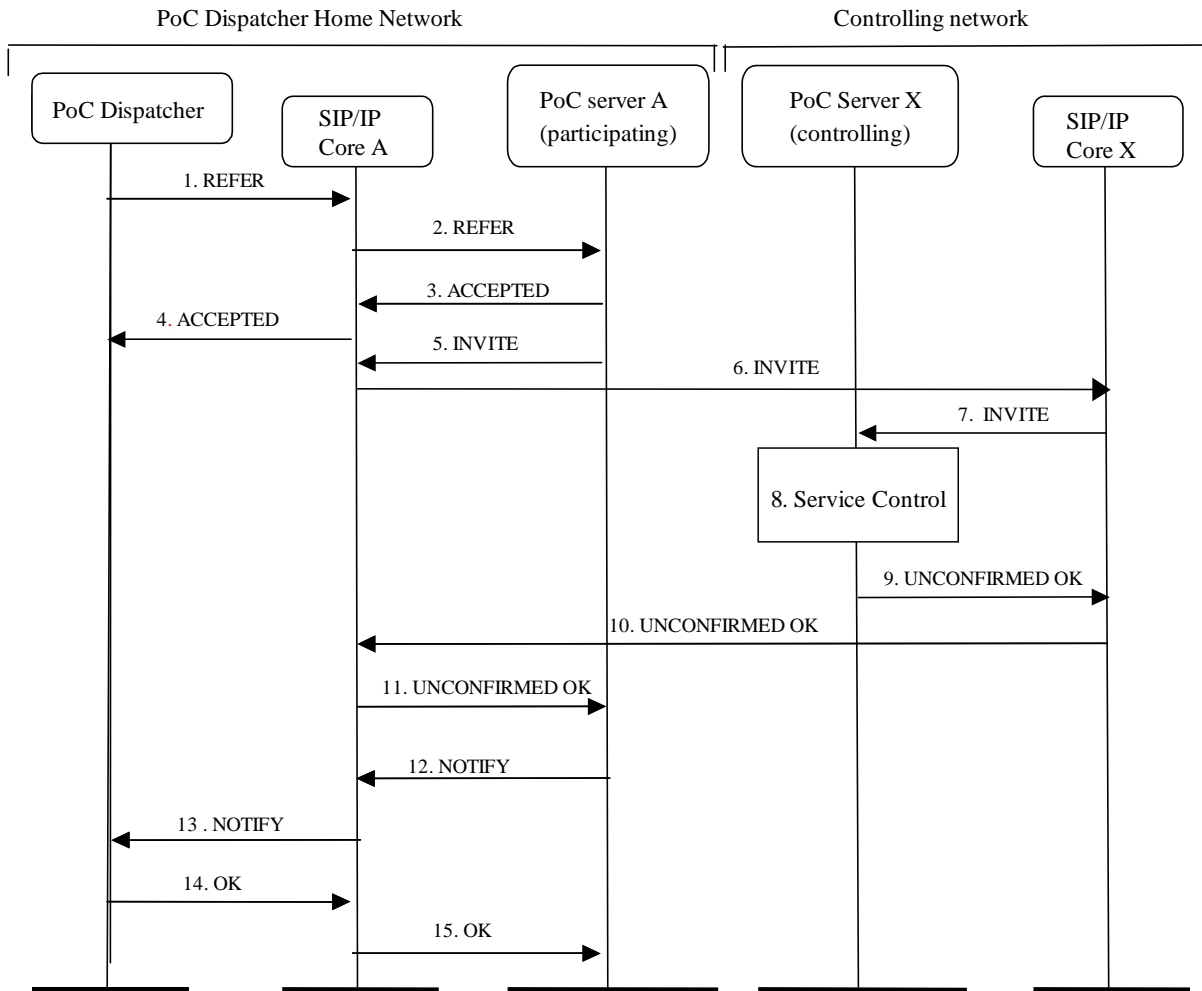 PoC Dispatcher Home Network
Controlling network
PoC Dispatcher
SIP/IP
Core A
PoC server A
(participating)
PoC Server X
(controlling)
SIP/IP
Core X
1. REFER
2. REFER
3. ACCEPTED
4. ACCEPTED
5. INVITE
6. INVITE
7. INVITE
8. Service Control
9. UNCONFIRMED OK
10. UNCONFIRMED OK
11. UNCONFIRMED OK
12. NOTIFY
13 . NOTIFY
14. OK
15. OK